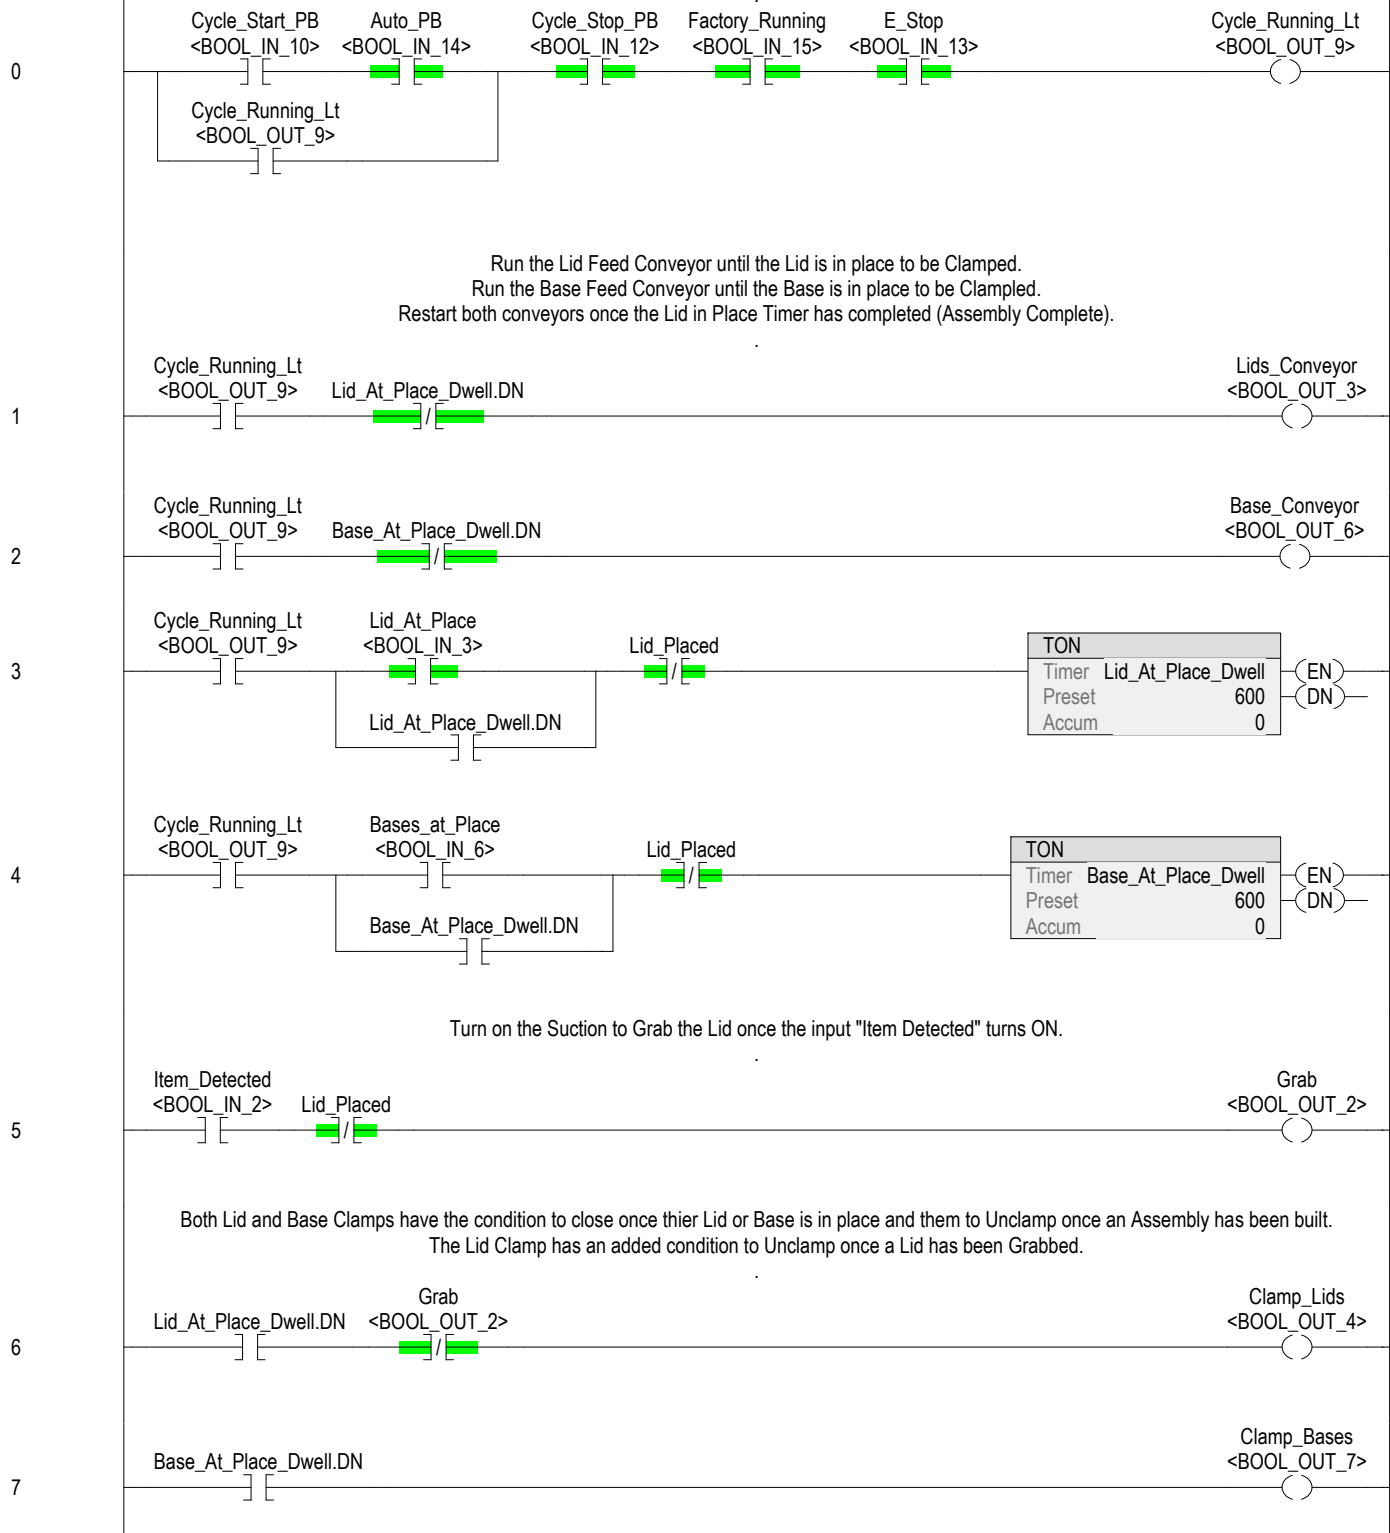 Cycle_Start_PB Auto_PB Cycle_Stop_PB Factory_Running E_Stop Cycle_Running_Lt
<BOOL_IN_10> <BOOL_IN_14> <BOOL_IN_12> <BOOL_IN_15> <BOOL_IN_13> <BOOL_OUT_9>
0
Cycle_Running_Lt
<BOOL_OUT_9>
Run the Lid Feed Conveyor until the Lid is in place to be Clamped.
Run the Base Feed Conveyor until the Base is in place to be Clampled.
Restart both conveyors once the Lid in Place Timer has completed (Assembly Complete).
.
Cycle_Running_Lt Lids_Conveyor
<BOOL_OUT_9> Lid_At_Place_Dwell.DN <BOOL_OUT_3>
1 /
Cycle_Running_Lt Base_Conveyor
<BOOL_OUT_9> Base_At_Place_Dwell.DN <BOOL_OUT_6>
2 /
Cycle_Running_Lt Lid_At_Place
<BOOL_OUT_9> <BOOL_IN_3> Lid_Placed TON
3 / Timer Lid_At_Place_Dwell EN
Preset 600 DN
Lid_At_Place_Dwell.DN Accum 0
Cycle_Running_Lt Bases_at_Place
<BOOL_OUT_9> <BOOL_IN_6> Lid_Placed TON
4 / Timer Base_At_Place_Dwell EN
Preset 600 DN
Base_At_Place_Dwell.DN Accum 0
Turn on the Suction to Grab the Lid once the input "Item Detected" turns ON.
.
Item_Detected Grab
<BOOL_IN_2> Lid_Placed <BOOL_OUT_2>
5 /
Both Lid and Base Clamps have the condition to close once thier Lid or Base is in place and them to Unclamp once an Assembly has been built.
The Lid Clamp has an added condition to Unclamp once a Lid has been Grabbed.
.
Grab Clamp_Lids
Lid_At_Place_Dwell.DN <BOOL_OUT_2> <BOOL_OUT_4>
6 /
Clamp_Bases
Base_At_Place_Dwell.DN <BOOL_OUT_7>
7